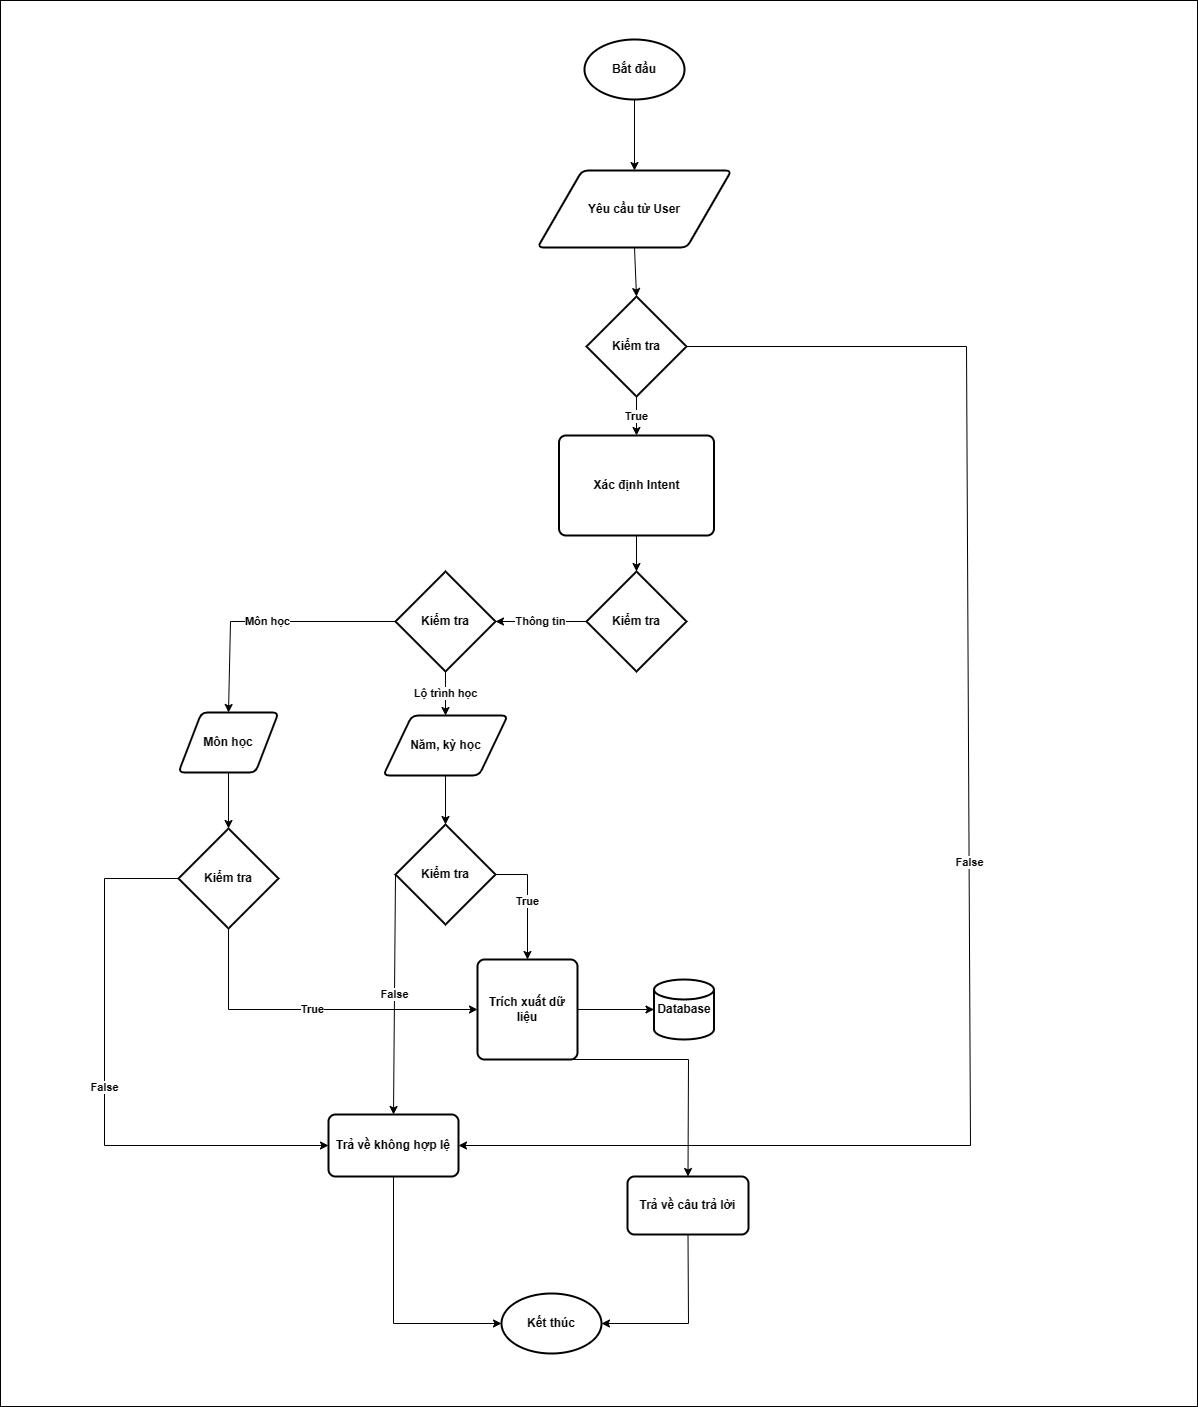 Bắt đầu
Yêu cầu từ User
Kiểm tra
True
Xác định Intent
Kiểm tra
Thông tin
Kiểm tra
Môn học
Lộ trình học
Môn học
Năm, kỳ học
Kiểm tra
Kiểm tra
False
True
Trích xuất dữ
liệu
Database
False
True
False
Trả về không hợp lệ
Trả về câu trả lời
Kết thúc